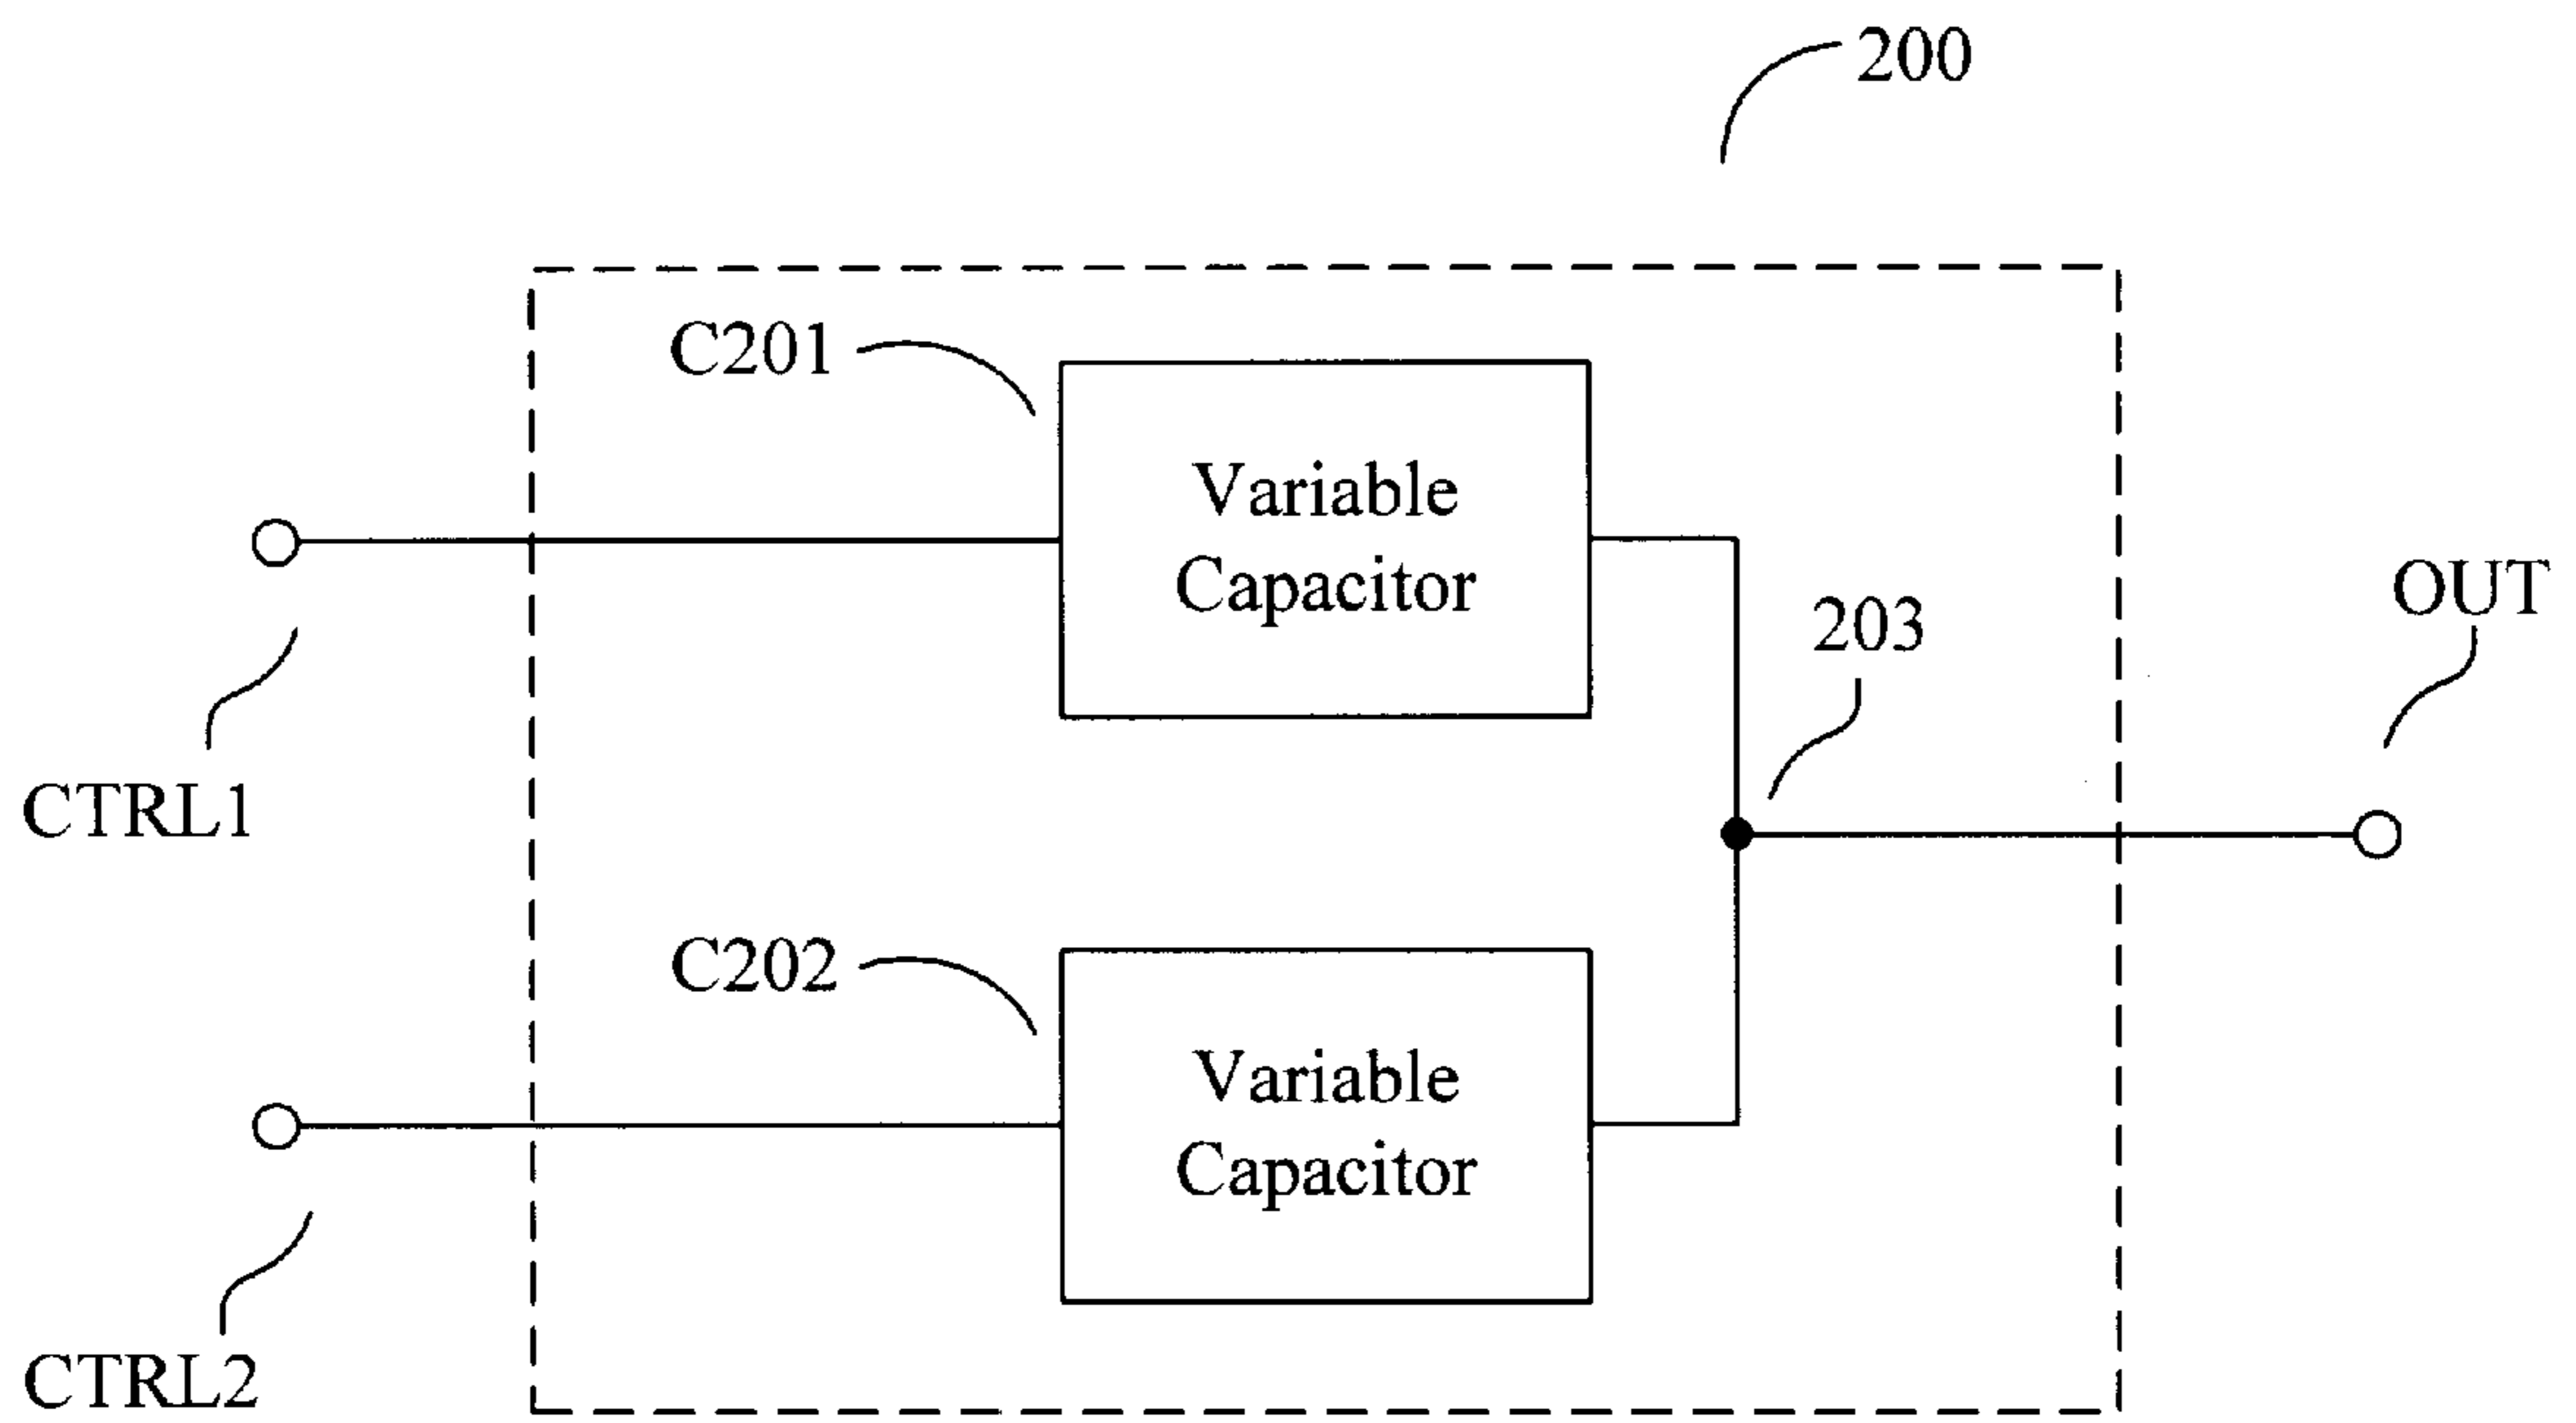 200
C201
Variable
Capacitor
OUT
203
CTRL1
C202
Variable
Capacitor
CTRL2